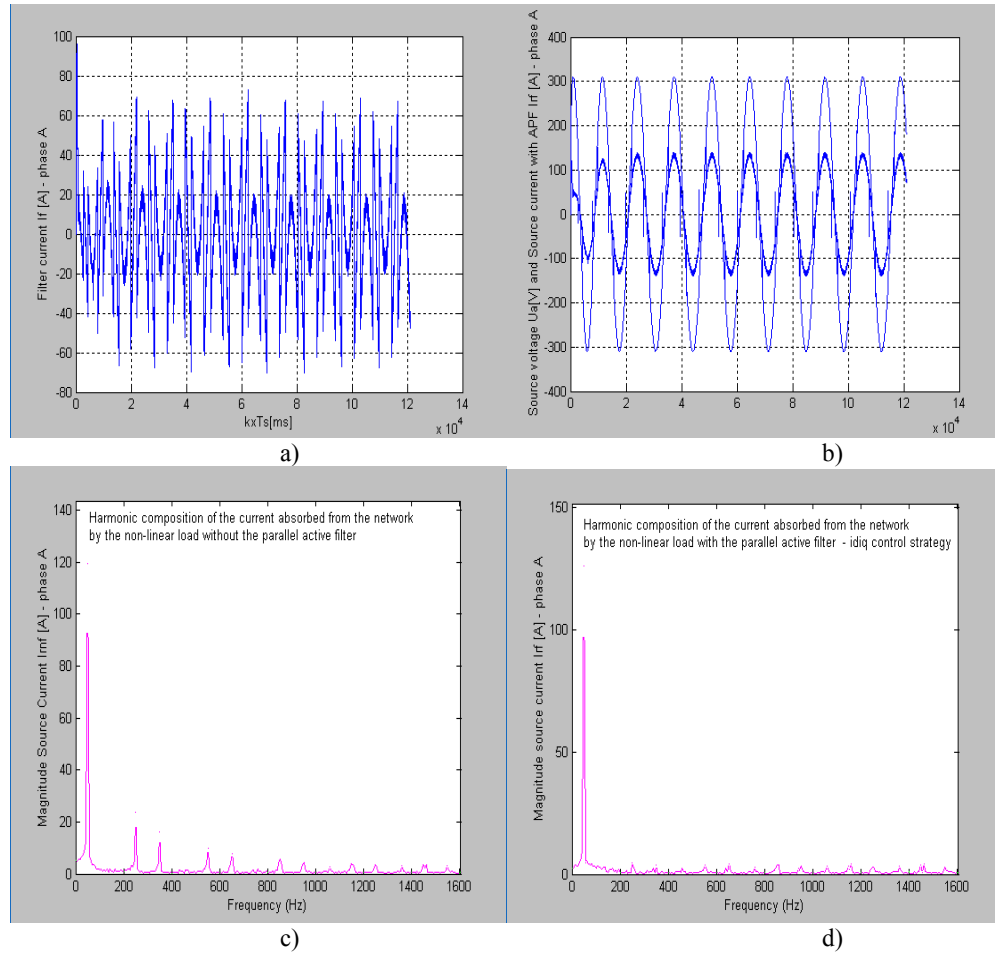 Filter current If [A] - phase A
100
80
60
40
20
0
-20
-40
-60
-80
0 2 4 6 8 10 12 14
kxTs[ms]
x 10^4
a)
Source voltage Ua[V] and Source current with APF Irf [A] - phase A
400
300
200
100
0
-100
-200
-300
-400
0 2 4 6 8 10 12 14
x 10^4
b)
Magnitude Source Current Irnf [A] - phase A
140
120
100
80
60
40
20
0
Harmonic composition of the current absorbed from the network
by the non-linear load without the parallel active filter
0 200 400 600 800 1000 1200 1400 1600
Frequency (Hz)
c)
Magnitude source current Irf [A] - phase A
150
100
50
0
Harmonic composition of the current absorbed from the network
by the non-linear load with the parallel active filter - idiq control strategy
0 200 400 600 800 1000 1200 1400 1600
Frequency (Hz)
d)